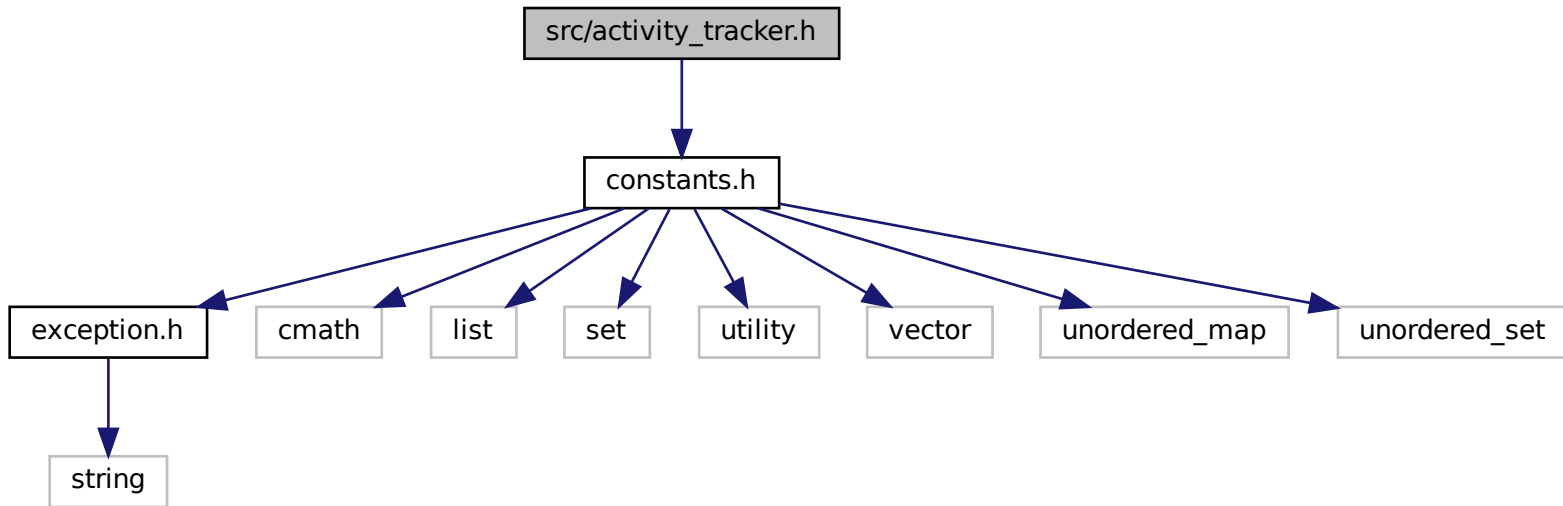 src/activity_tracker.h
constants.h
exception.h
cmath
list
set
utility
vector
unordered_map
unordered_set
string